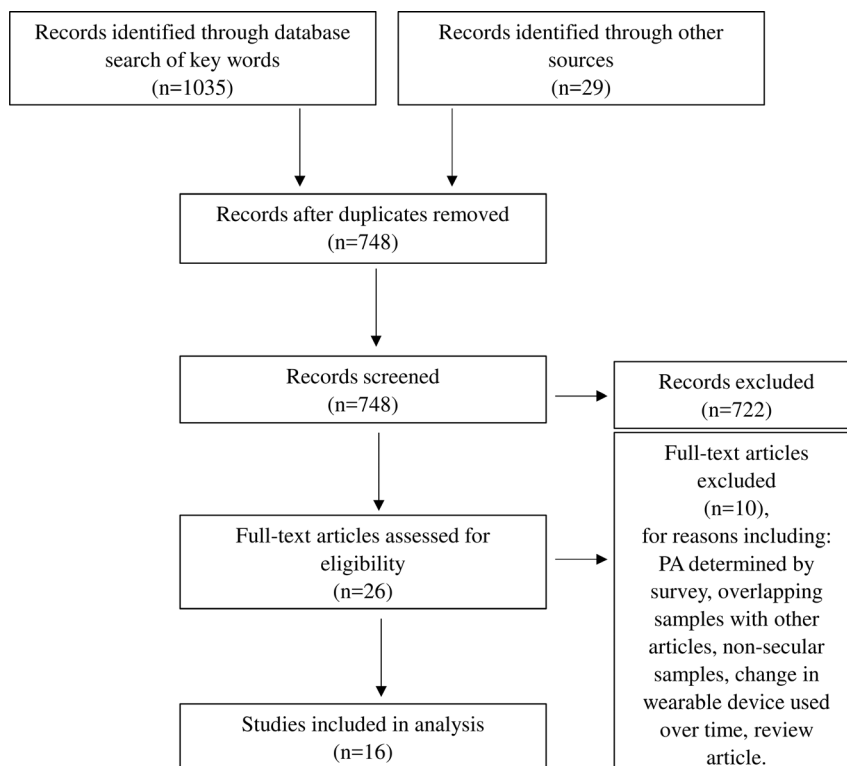 Records identified through database
search of key words
(n=1035)
Records identified through other
sources
(n=29)
Records after duplicates removed
(n=748)
Records screened
(n=748)
Records excluded
(n=722)
Full-text articles assessed for
eligibility
(n=26)
Full-text articles
excluded
(n=10),
for reasons including:
PA determined by
survey, overlapping
samples with other
articles, non-secular
samples, change in
wearable device used
over time, review
article.
Studies included in analysis
(n=16)